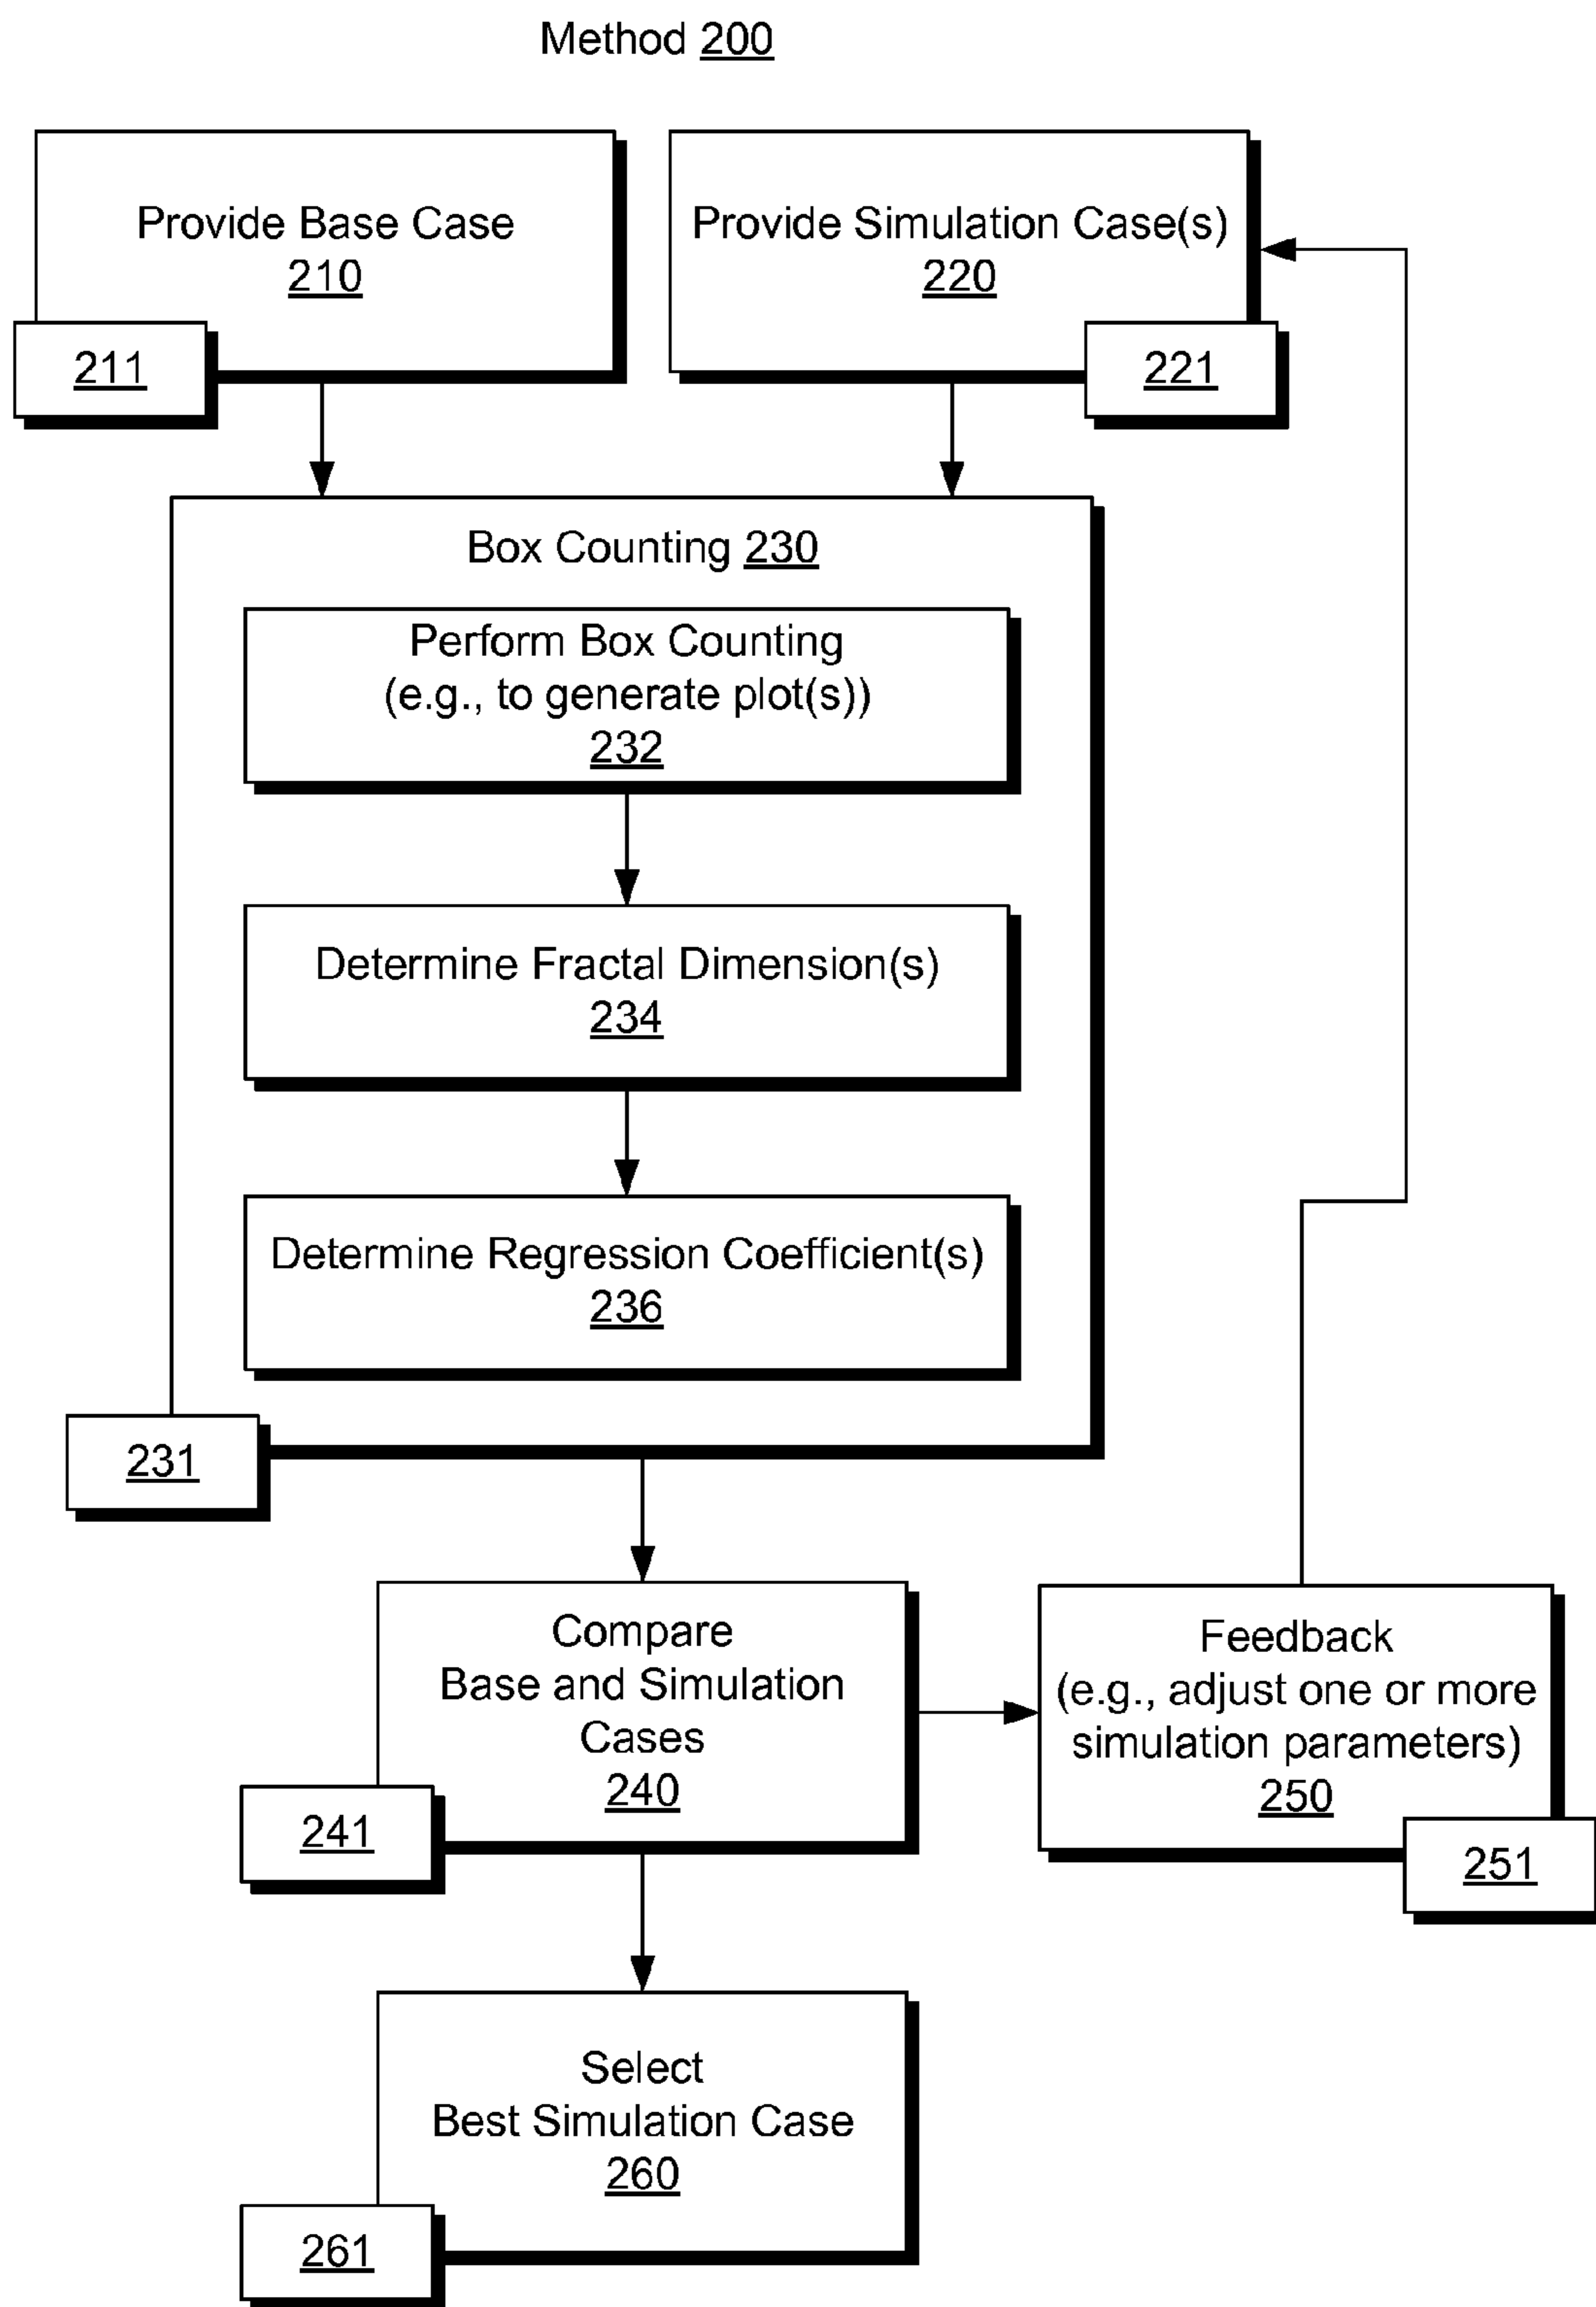 Method 200
Provide Base Case
210
211
Provide Simulation Case(s)
220
221
Box Counting 230
Perform Box Counting
(e.g., to generate plot(s))
232
Determine Fractal Dimension(s)
234
Determine Regression Coefficient(s)
236
231
Compare
Base and Simulation
Cases
240
241
Feedback
(e.g., adjust one or more
simulation parameters)
250
251
Select
Best Simulation Case
260
261